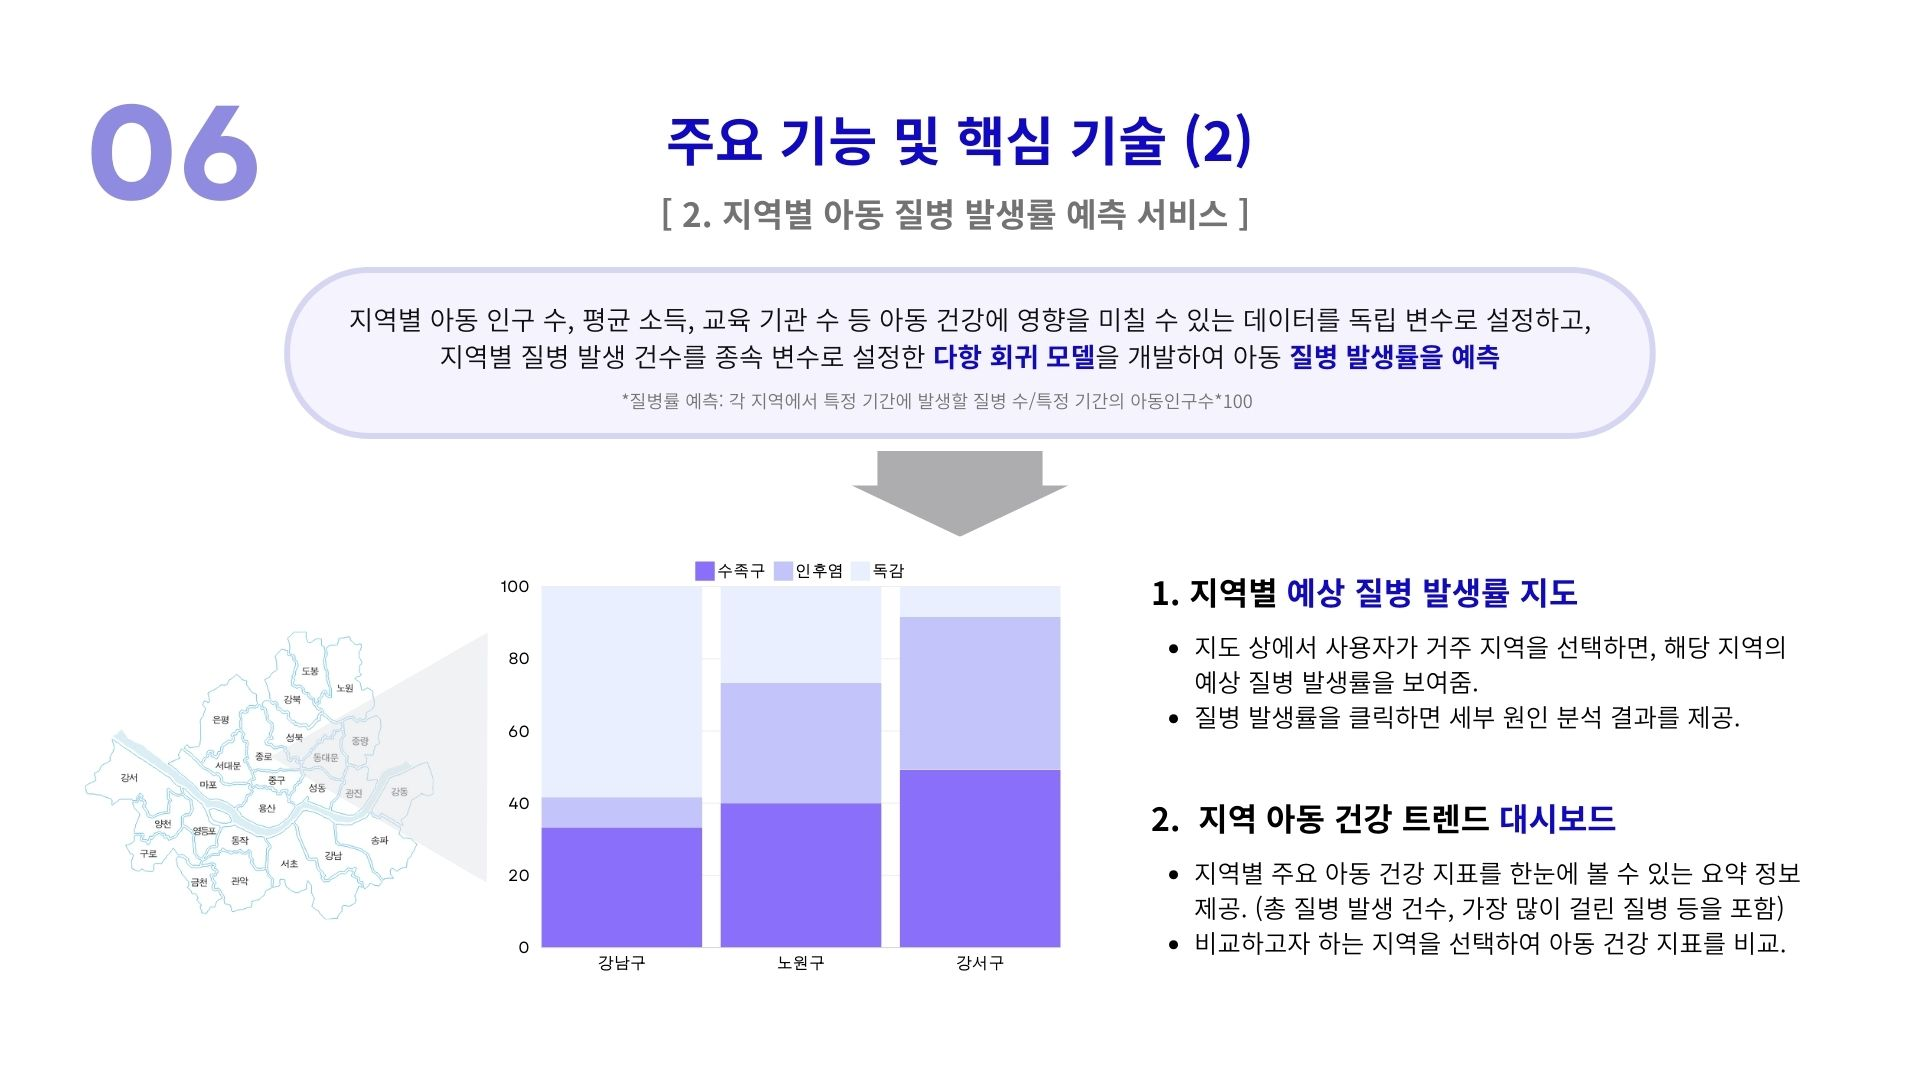 06
주요 기능 및 핵심 기술 (2)
[ 2. 지역별 아동 질병 발생률 예측 서비스 ]
지역별 아동 인구 수, 평균 소득, 교육 기관 수 등 아동 건강에 영향을 미칠 수 있는 데이터를 독립 변수로 설정하고,
지역별 질병 발생 건수를 종속 변수로 설정한 다항 회귀 모델을 개발하여 아동 질병 발생률을 예측
*질병률 예측: 각 지역에서 특정 기간에 발생할 질병 수/특정 기간의 아동인구수*100
도봉
노원
강북
은평
성북
중랑
종로
동대문
서대문
강서
중구
마포
성동
광진
강동
용산
양천
영등포
동작
송파
구로
강남
서초
금천
관악
수족구 인후염 독감
100
80
60
40
20
0
강남구 노원구 강서구
1. 지역별 예상 질병 발생률 지도
• 지도 상에서 사용자가 거주 지역을 선택하면, 해당 지역의
예상 질병 발생률을 보여줌.
• 질병 발생률을 클릭하면 세부 원인 분석 결과를 제공.
2. 지역 아동 건강 트렌드 대시보드
• 지역별 주요 아동 건강 지표를 한눈에 볼 수 있는 요약 정보
제공. (총 질병 발생 건수, 가장 많이 걸린 질병 등을 포함)
• 비교하고자 하는 지역을 선택하여 아동 건강 지표를 비교.